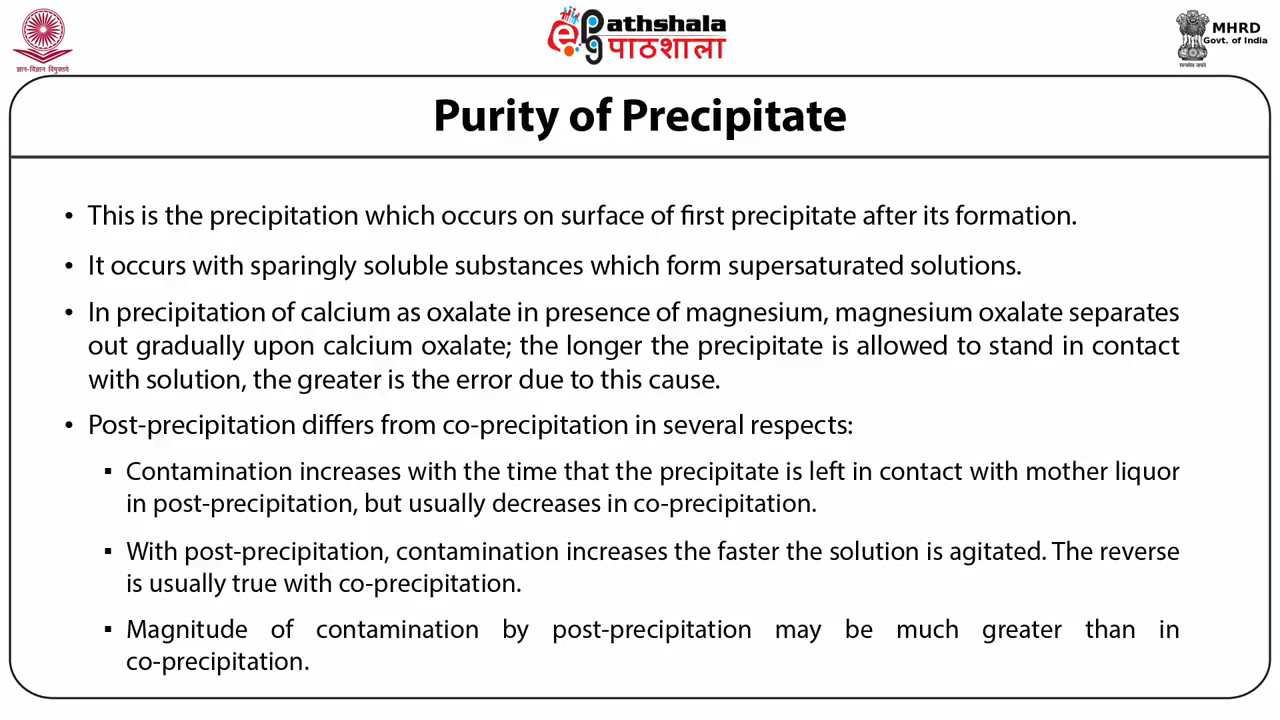 ज्ञान-विज्ञान विमुक्तये
epg
athshala
पाठशाला
MHRD
Govt. of India
सत्यमेव जयते
Purity of Precipitate
• This is the precipitation which occurs on surface of first precipitate after its formation.
• It occurs with sparingly soluble substances which form supersaturated solutions.
• In precipitation of calcium as oxalate in presence of magnesium, magnesium oxalate separates
out gradually upon calcium oxalate; the longer the precipitate is allowed to stand in contact
with solution, the greater is the error due to this cause.
• Post-precipitation differs from co-precipitation in several respects:
▪ Contamination increases with the time that the precipitate is left in contact with mother liquor
in post-precipitation, but usually decreases in co-precipitation.
▪ With post-precipitation, contamination increases the faster the solution is agitated. The reverse
is usually true with co-precipitation.
▪ Magnitude of contamination by post-precipitation may be much greater than in
co-precipitation.